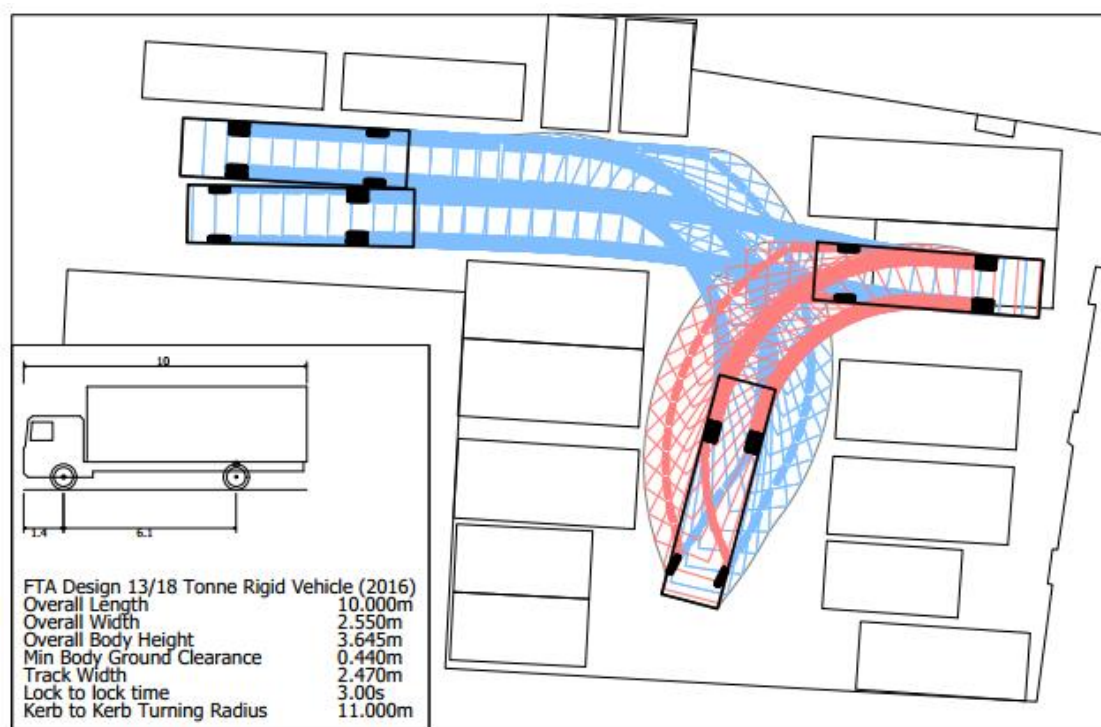 10
1.4
6.1
FTA Design 13/18 Tonne Rigid Vehicle (2016)
Overall Length 10.000m
Overall Width 2.550m
Overall Body Height 3.645m
Min Body Ground Clearance 0.440m
Track Width 2.470m
Lock to lock time 3.00s
Kerb to Kerb Turning Radius 11.000m